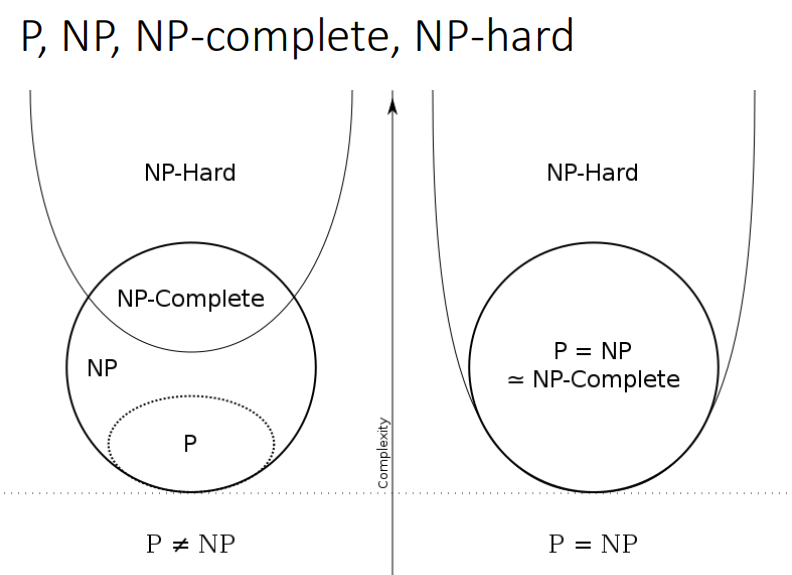 P, NP, NP-complete, NP-hard
NP-Hard
NP-Complete
NP
P
P ≠ NP
Complexity
NP-Hard
P = NP
≃ NP-Complete
P = NP